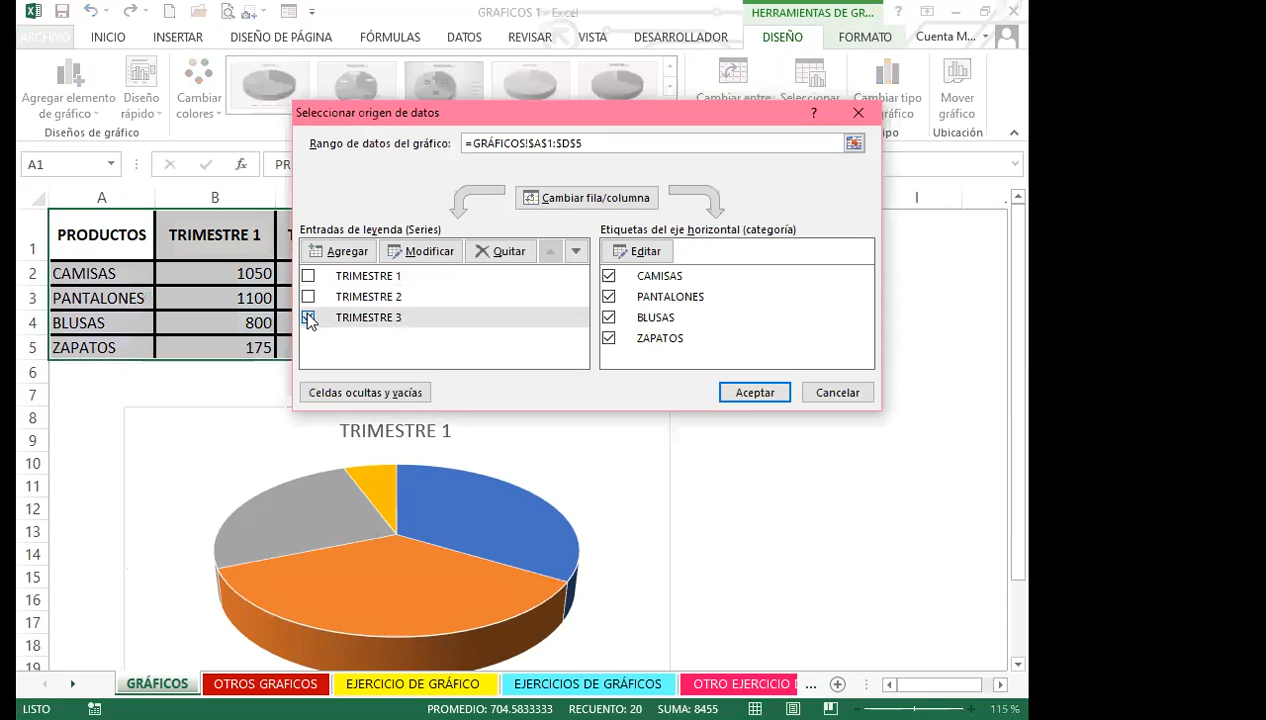 GRAFICOS 1 - Excel
HERRAMIENTAS DE GR...
?
ARCHIVO INICIO INSERTAR DISEÑO DE PÁGINA FÓRMULAS DATOS REVISAR VISTA DESARROLLADOR DISEÑO FORMATO Cuenta M...
Agregar elemento de gráfico
Diseño rápido
Cambiar colores
Cambiar entre
Seleccionar
Cambiar tipo
gráfico
Mover gráfico
Diseños de gráfico
Tipo
Ubicación
A1
fx
PR
Seleccionar origen de datos
?
Rango de datos del gráfico: =GRÁFICOS!$A$1:$D$5
Cambiar fila/columna
Entradas de leyenda (Series)
Agregar Modificar Quitar
TRIMESTRE 1
TRIMESTRE 2
TRIMESTRE 3
Etiquetas del eje horizontal (categoría)
Editar
CAMISAS
PANTALONES
BLUSAS
ZAPATOS
Celdas ocultas y vacías
Aceptar Cancelar
A B I
1 PRODUCTOS TRIMESTRE 1
2 CAMISAS 1050
3 PANTALONES 1100
4 BLUSAS 800
5 ZAPATOS 175
6
7
8
9
10
11
12
13
14
15
16
17
18
19
TRIMESTRE 1
GRÁFICOS OTROS GRAFICOS EJERCICIO DE GRÁFICO EJERCICIOS DE GRÁFICOS OTRO EJERCICIO ...
LISTO PROMEDIO: 704.5833333 RECUENTO: 20 SUMA: 8455 115 %